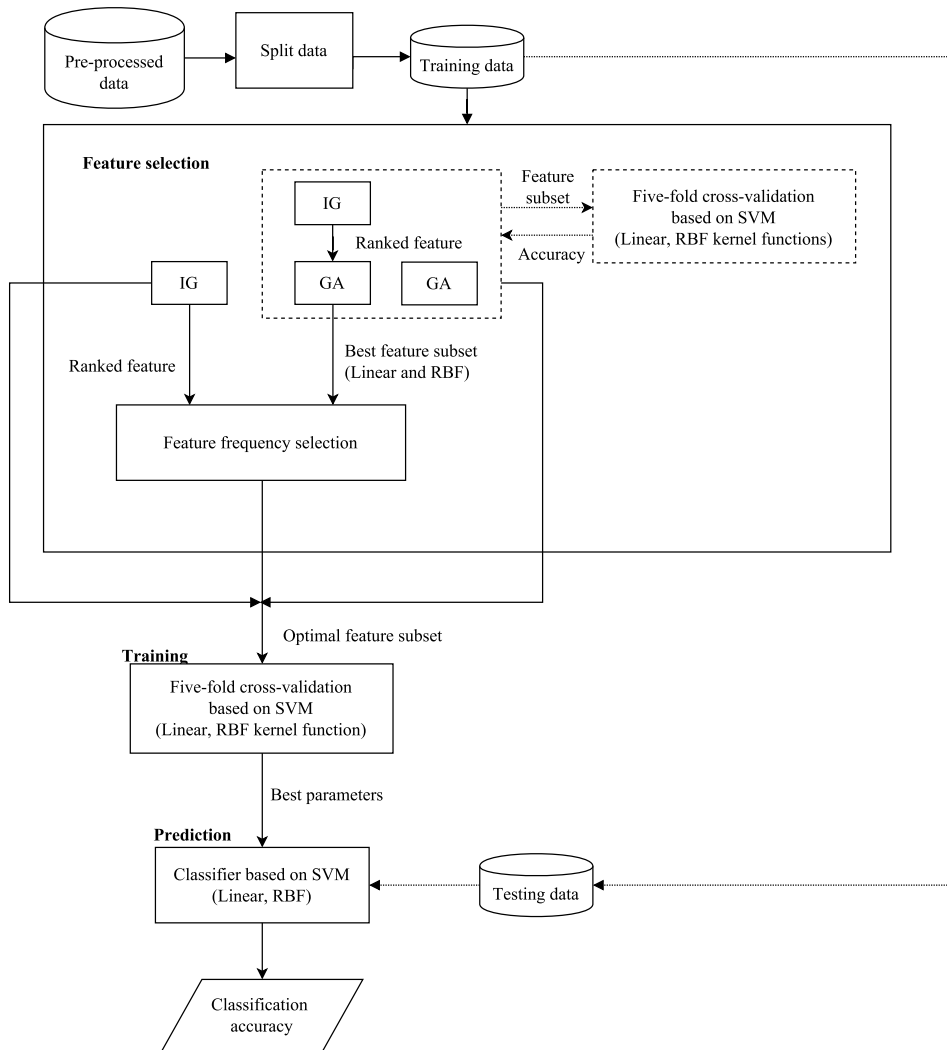 Pre-processed
data
Split data
Training data
Feature selection
IG
Ranked feature
GA
GA
Feature
subset
Accuracy
Five-fold cross-validation
based on SVM
(Linear, RBF kernel functions)
IG
Ranked feature
Best feature subset
(Linear and RBF)
Feature frequency selection
Optimal feature subset
Training
Five-fold cross-validation
based on SVM
(Linear, RBF kernel function)
Best parameters
Prediction
Classifier based on SVM
(Linear, RBF)
Testing data
Classification
accuracy